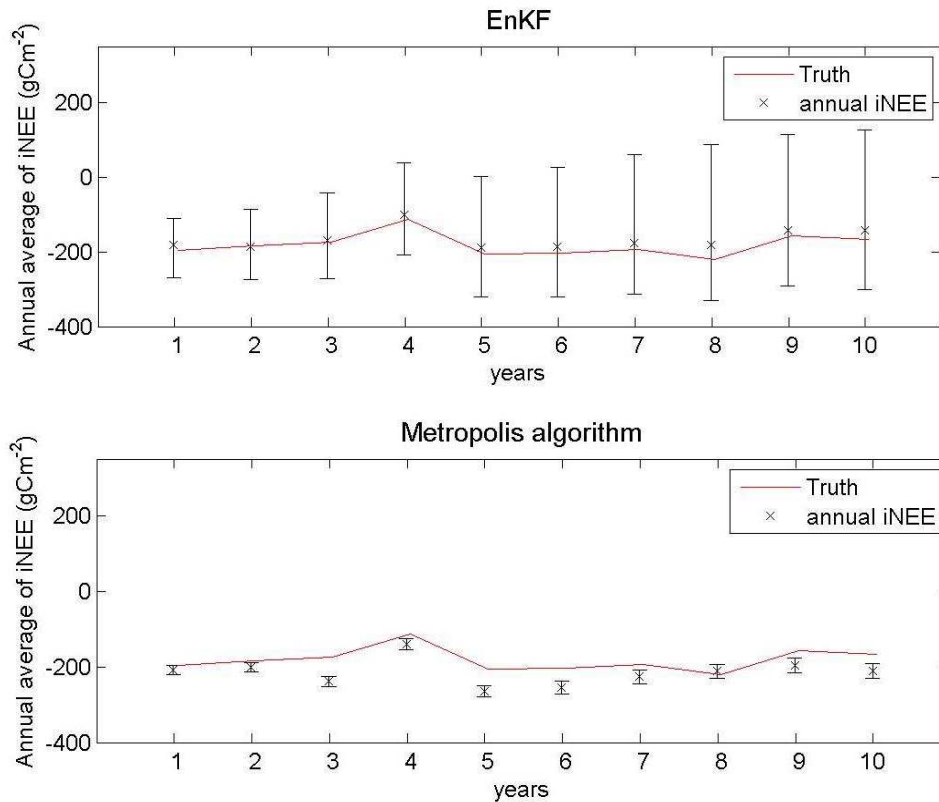 EnKF
Annual average of iNEE (gCm-2)
200
0
-200
-400
Truth
annual iNEE
1 2 3 4 5 6 7 8 9 10
years
Metropolis algorithm
Annual average of iNEE (gCm-2)
200
0
-200
-400
Truth
annual iNEE
1 2 3 4 5 6 7 8 9 10
years